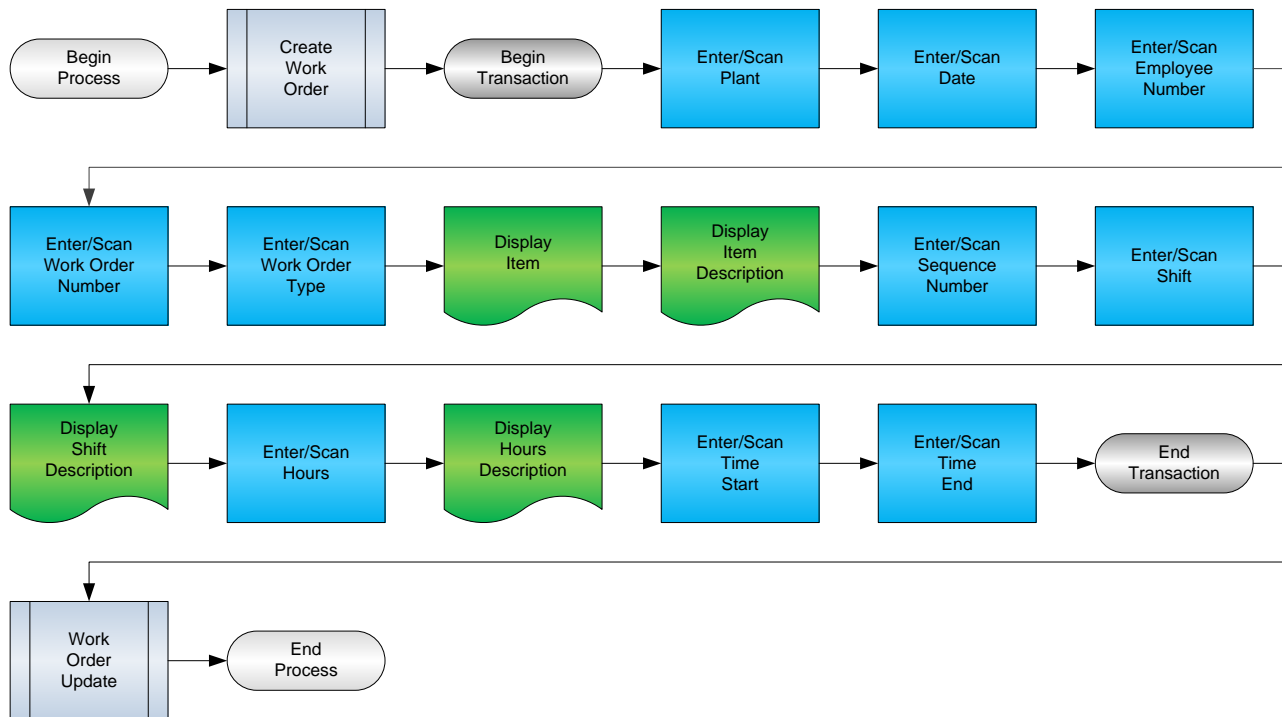 Begin
Process
Create
Work
Order
Begin
Transaction
Enter/Scan
Plant
Enter/Scan
Date
Enter/Scan
Employee
Number
Enter/Scan
Work Order
Number
Enter/Scan
Work Order
Type
Display
Item
Display
Item
Description
Enter/Scan
Sequence
Number
Enter/Scan
Shift
Display
Shift
Description
Enter/Scan
Hours
Display
Hours
Description
Enter/Scan
Time
Start
Enter/Scan
Time
End
End
Transaction
Work
Order
Update
End
Process